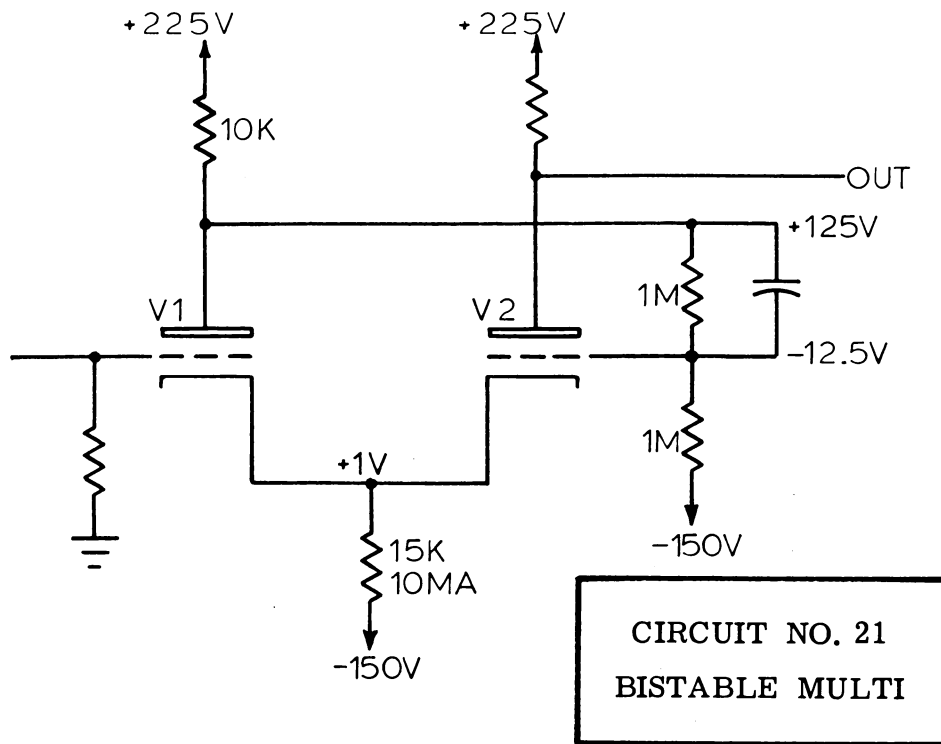 +225V
+225V
10K
OUT
+125V
1M
V1
V2
-12.5V
1M
+1V
15K
10MA
-150V
-150V
CIRCUIT NO. 21
BISTABLE MULTI